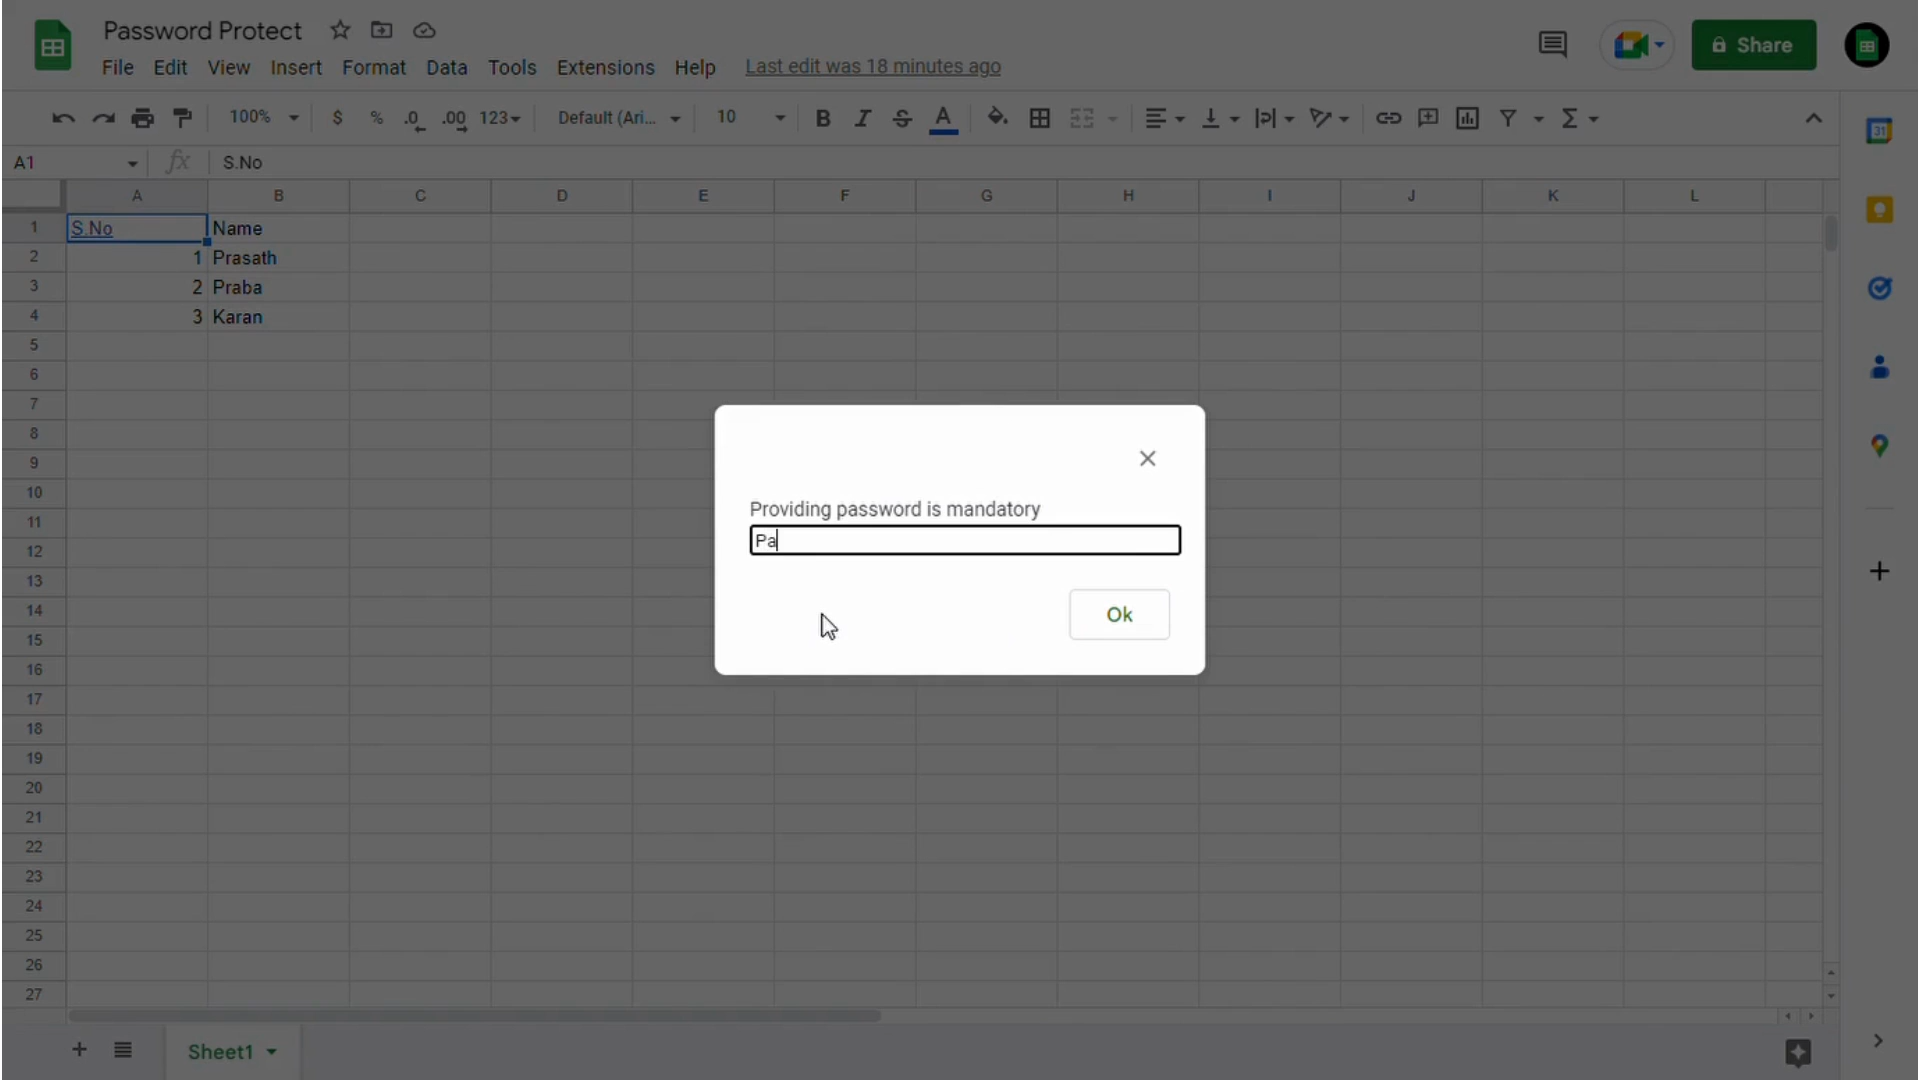 Password Protect
File Edit View Insert Format Data Tools Extensions Help Last edit was 18 minutes ago
Share
100% $ % .0 .00 123 Default (Ari... 10 B I S A Σ
31
A1 fx S.No
A B C D E F G H I J K L
1 S.No Name
2 1 Prasath
3 2 Praba
4 3 Karan
5
6
7
8
9
10
11
12
13
14
15
16
17
18
19
20
21
22
23
24
25
26
27
Providing password is mandatory
Pa
Ok
Sheet1